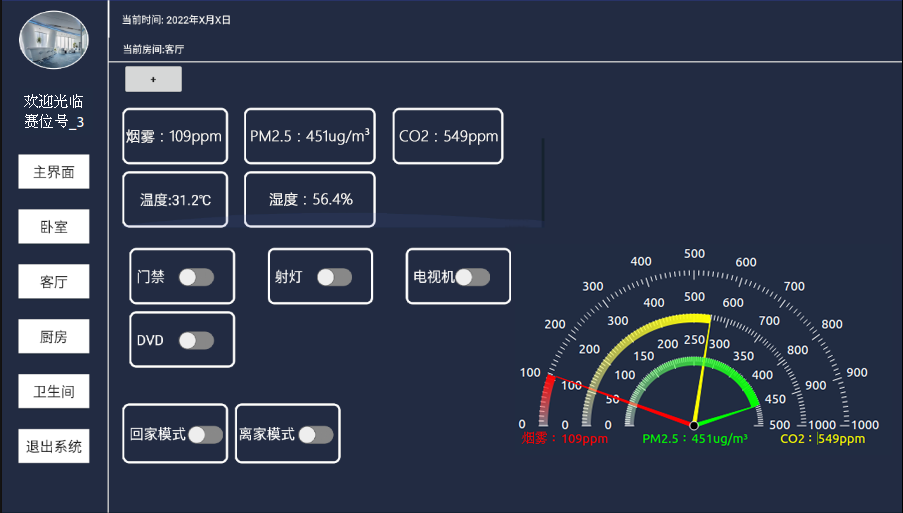 当前时间: 2022年X月X日
当前房间:客厅
欢迎光临
赛位号_3
主界面
卧室
客厅
厨房
卫生间
退出系统
+
烟雾：109ppm
PM2.5：451ug/m³
CO2：549ppm
温度:31.2℃
湿度：56.4%
门禁
射灯
电视机
DVD
回家模式
离家模式
0
100
200
300
400
500
600
700
800
900
1000
0
100
200
300
400
500
600
700
800
900
1000
0
50
100
150
200
250
300
350
400
450
500
烟雾：109ppm
PM2.5：451ug/m³
CO2：549ppm